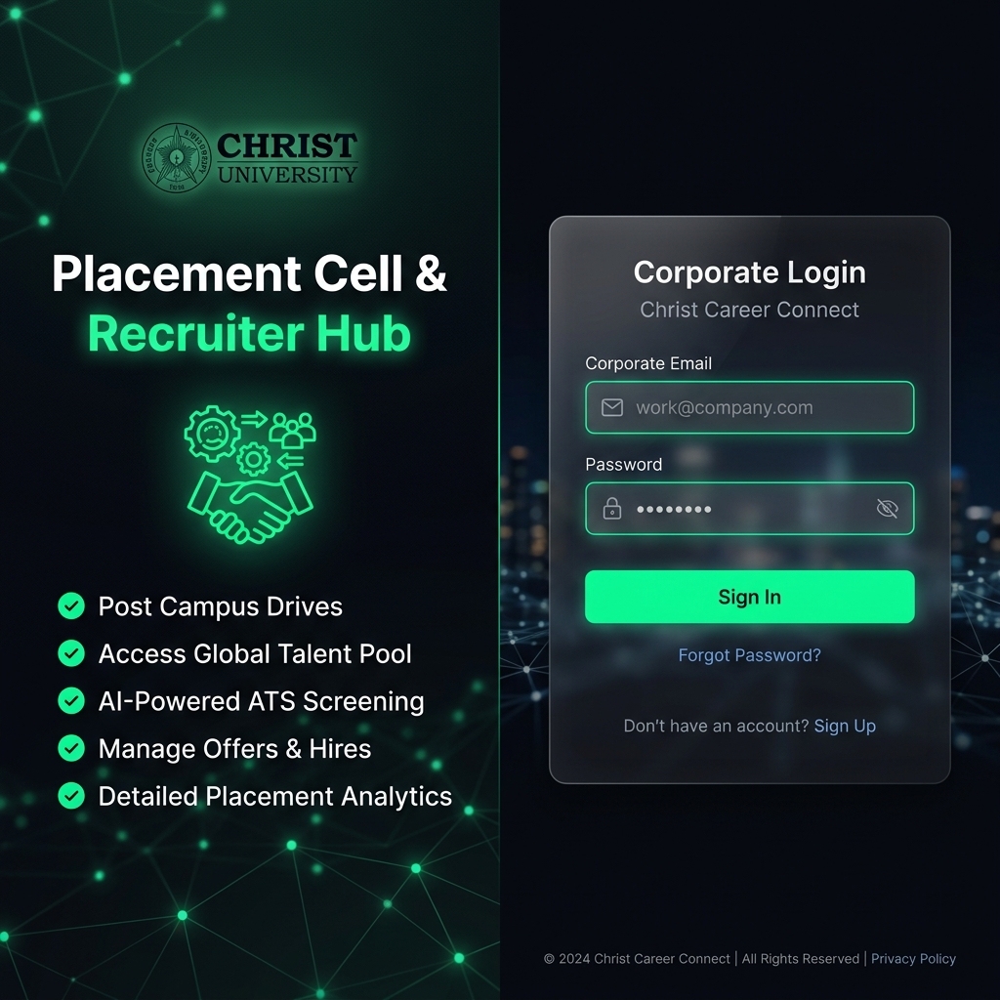 CHRIST
UNIVERSITY
Placement Cell &
Recruiter Hub
Post Campus Drives
Access Global Talent Pool
AI-Powered ATS Screening
Manage Offers & Hires
Detailed Placement Analytics
Corporate Login
Christ Career Connect
Corporate Email
work@company.com
Password
••••••••
Sign In
Forgot Password?
Don't have an account? Sign Up
© 2024 Christ Career Connect | All Rights Reserved | Privacy Policy